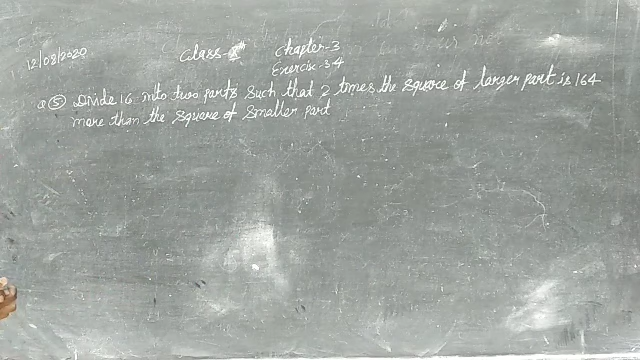 12/08/2020
Class-X Chapter-3
Exercise-3.4
Q(5) Divide 16 into two parts such that 2 times the square of larger part is 164
more than the square of smaller part